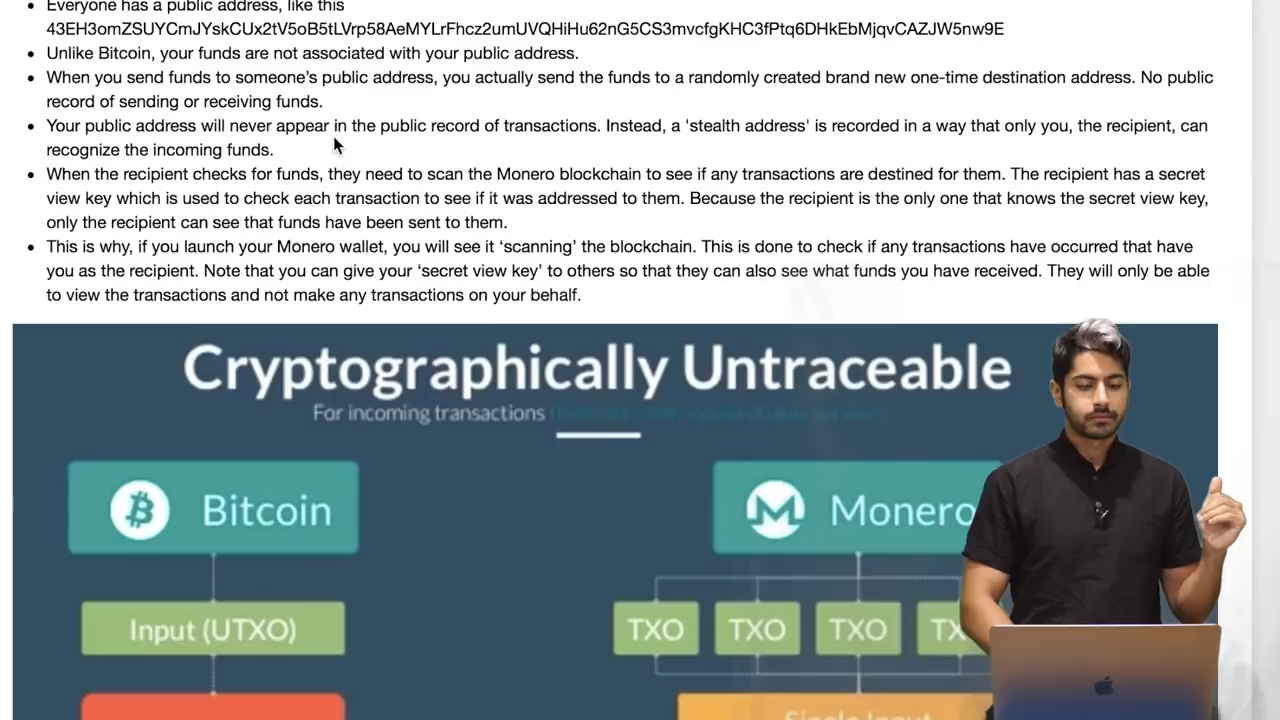 Everyone has a public address, like this
43EH3omZSUYCmJYskCUx2tV5oB5tLVrp58AeMYLrFhcz2umUVQHiHu62nG5CS3mvcfgKHC3fPtq6DHkEbMjqvCAZJW5nw9E
Unlike Bitcoin, your funds are not associated with your public address.
When you send funds to someone's public address, you actually send the funds to a randomly created brand new one-time destination address. No public
record of sending or receiving funds.
Your public address will never appear in the public record of transactions. Instead, a 'stealth address' is recorded in a way that only you, the recipient, can
recognize the incoming funds.
When the recipient checks for funds, they need to scan the Monero blockchain to see if any transactions are destined for them. The recipient has a secret
view key which is used to check each transaction to see if it was addressed to them. Because the recipient is the only one that knows the secret view key,
only the recipient can see that funds have been sent to them.
This is why, if you launch your Monero wallet, you will see it ‘scanning’ the blockchain. This is done to check if any transactions have occurred that have
you as the recipient. Note that you can give your ‘secret view key’ to others so that they can also see what funds you have received. They will only be able
to view the transactions and not make any transactions on your behalf.
Cryptographically Untraceable
For incoming transactions
Bitcoin
Monero
Input (UTXO)
TXO TXO TXO TX
Single Input